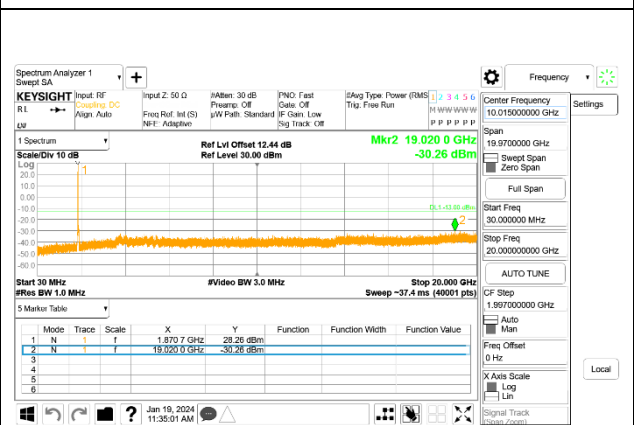 Spectrum Analyzer 1
Swept SA
+
Frequency
KEYSIGHT
Input: RF
Input Z: 50 Ω
#Atten: 30 dB
PNO: Fast
#Avg Type: Power (RMS
1 2 3 4 5 6
RL
Coupling: DC
Preamp: Off
Gate: Off
Trig: Free Run
M W W W W W
Align: Auto
Freq Ref: Int (S)
µW Path: Standard
IF Gain: Low
NFE: Adaptive
Sig Track: Off
P P P P P P
Center Frequency
10.015000000 GHz
Settings
Span
19.9700000 GHz
Swept Span
Zero Span
Full Span
Start Freq
30.000000 MHz
Stop Freq
20.000000000 GHz
AUTO TUNE
CF Step
1.997000000 GHz
Auto
Man
Freq Offset
0 Hz
X Axis Scale
Log
Lin
Local
Signal Track
(Span Zoom)
1 Spectrum
Ref Lvl Offset 12.44 dB
Mkr2 19.020 0 GHz
Scale/Div 10 dB
Ref Level 30.00 dBm
-30.26 dBm
Log
1
20.0
10.0
0.00
-10.0
DL1 -13.00 dBm
-20.0
2
-30.0
-40.0
-50.0
-60.0
Start 30 MHz
#Video BW 3.0 MHz
Stop 20.000 GHz
#Res BW 1.0 MHz
Sweep ~37.4 ms (40001 pts)
5 Marker Table
Mode Trace Scale X Y Function Function Width Function Value
1 N 1 f 1.870 7 GHz 28.26 dBm
2 N 1 f 19.020 0 GHz -30.26 dBm
3
4
5
6
?
Jan 19, 2024
11:35:01 AM